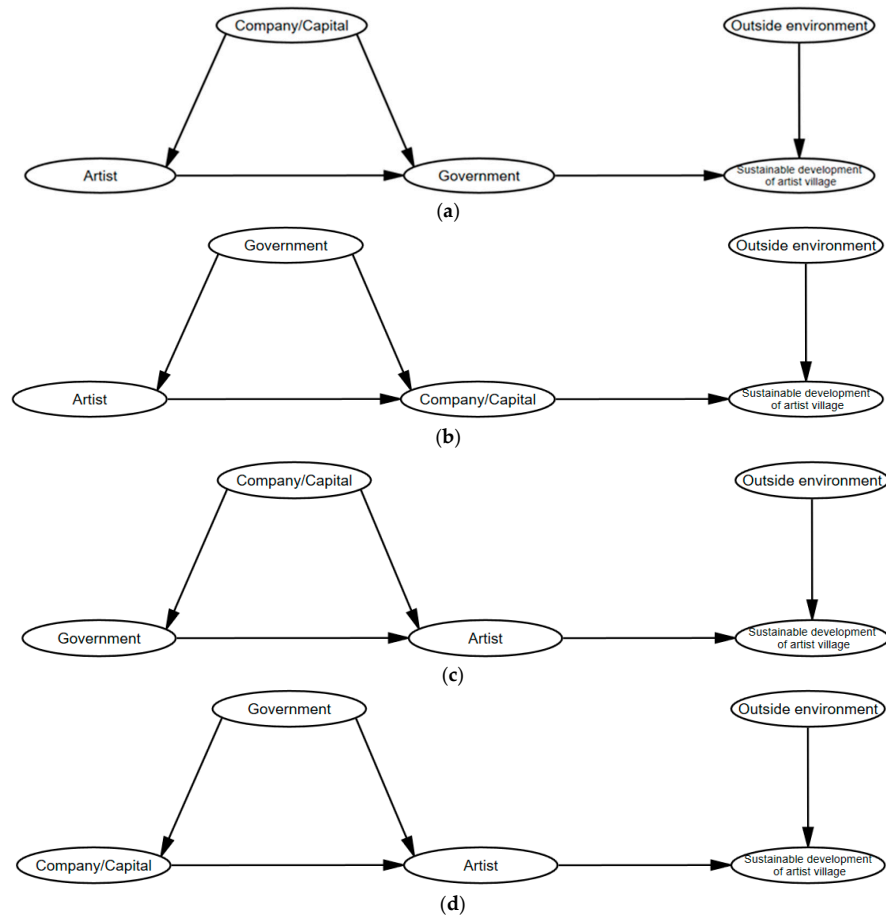 Company/Capital
Outside environment
Artist
Government
Sustainable development
of artist village
(a)
Government
Outside environment
Artist
Company/Capital
Sustainable development
of artist village
(b)
Company/Capital
Outside environment
Government
Artist
Sustainable development
of artist village
(c)
Government
Outside environment
Company/Capital
Artist
Sustainable development
of artist village
(d)